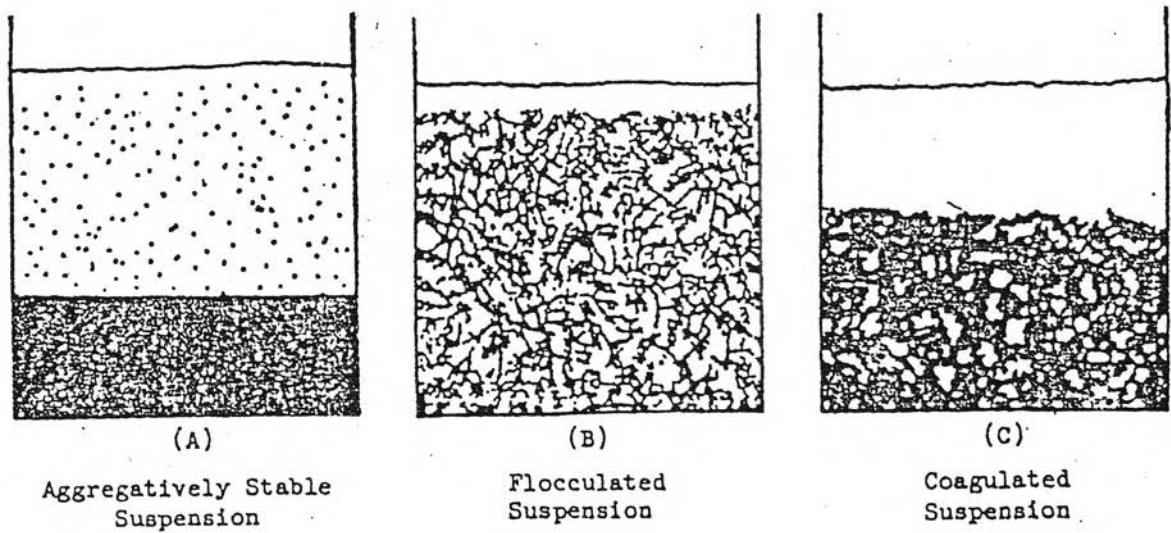 (A)
Aggregatively Stable
Suspension
(B)
Flocculated
Suspension
(C)
Coagulated
Suspension